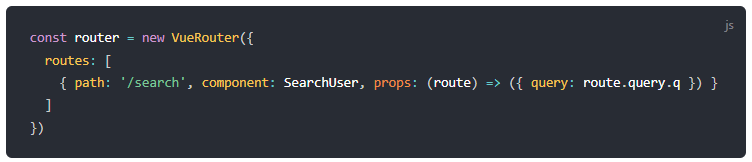 js
const router = new VueRouter({
  routes: [
    { path: '/search', component: SearchUser, props: (route) => ({ query: route.query.q }) }
  ]
})